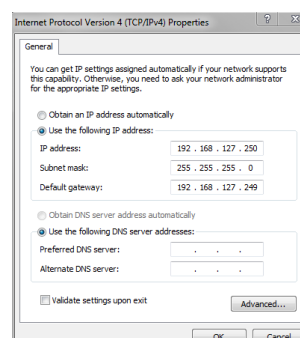 Internet Protocol Version 4 (TCP/IPv4) Properties
General
You can get IP settings assigned automatically if your network supports
this capability. Otherwise, you need to ask your network administrator
for the appropriate IP settings.
Obtain an IP address automatically
Use the following IP address:
IP address: 192 . 168 . 127 . 250
Subnet mask: 255 . 255 . 255 . 0
Default gateway: 192 . 168 . 127 . 249
Obtain DNS server address automatically
Use the following DNS server addresses:
Preferred DNS server: . . .
Alternate DNS server: . . .
Validate settings upon exit
Advanced...
OK Cancel